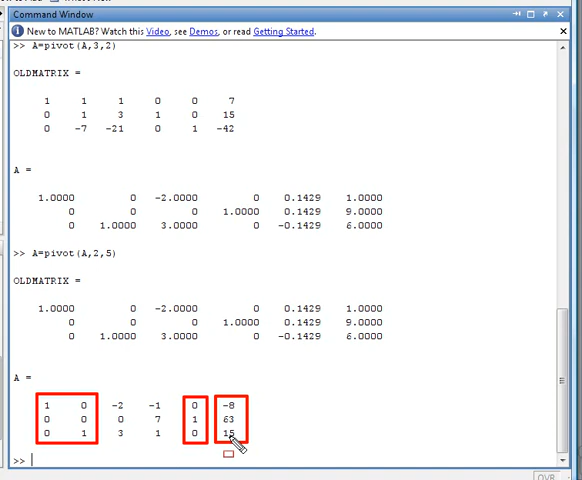 Command Window
New to MATLAB? Watch this Video, see Demos, or read Getting Started.
>> A=pivot(A,3,2)
OLDMATRIX =
1 1 1 0 0 7
0 1 3 1 0 15
0 -7 -21 0 1 -42
A =
1.0000 0 -2.0000 0 0.1429 1.0000
0 0 0 1.0000 0.1429 9.0000
0 1.0000 3.0000 0 -0.1429 6.0000
>> A=pivot(A,2,5)
OLDMATRIX =
1.0000 0 -2.0000 0 0.1429 1.0000
0 0 0 1.0000 0.1429 9.0000
0 1.0000 3.0000 0 -0.1429 6.0000
A =
1 0 -2 -1 0 -8
0 0 0 7 1 63
0 1 3 1 0 15
>>
OVR